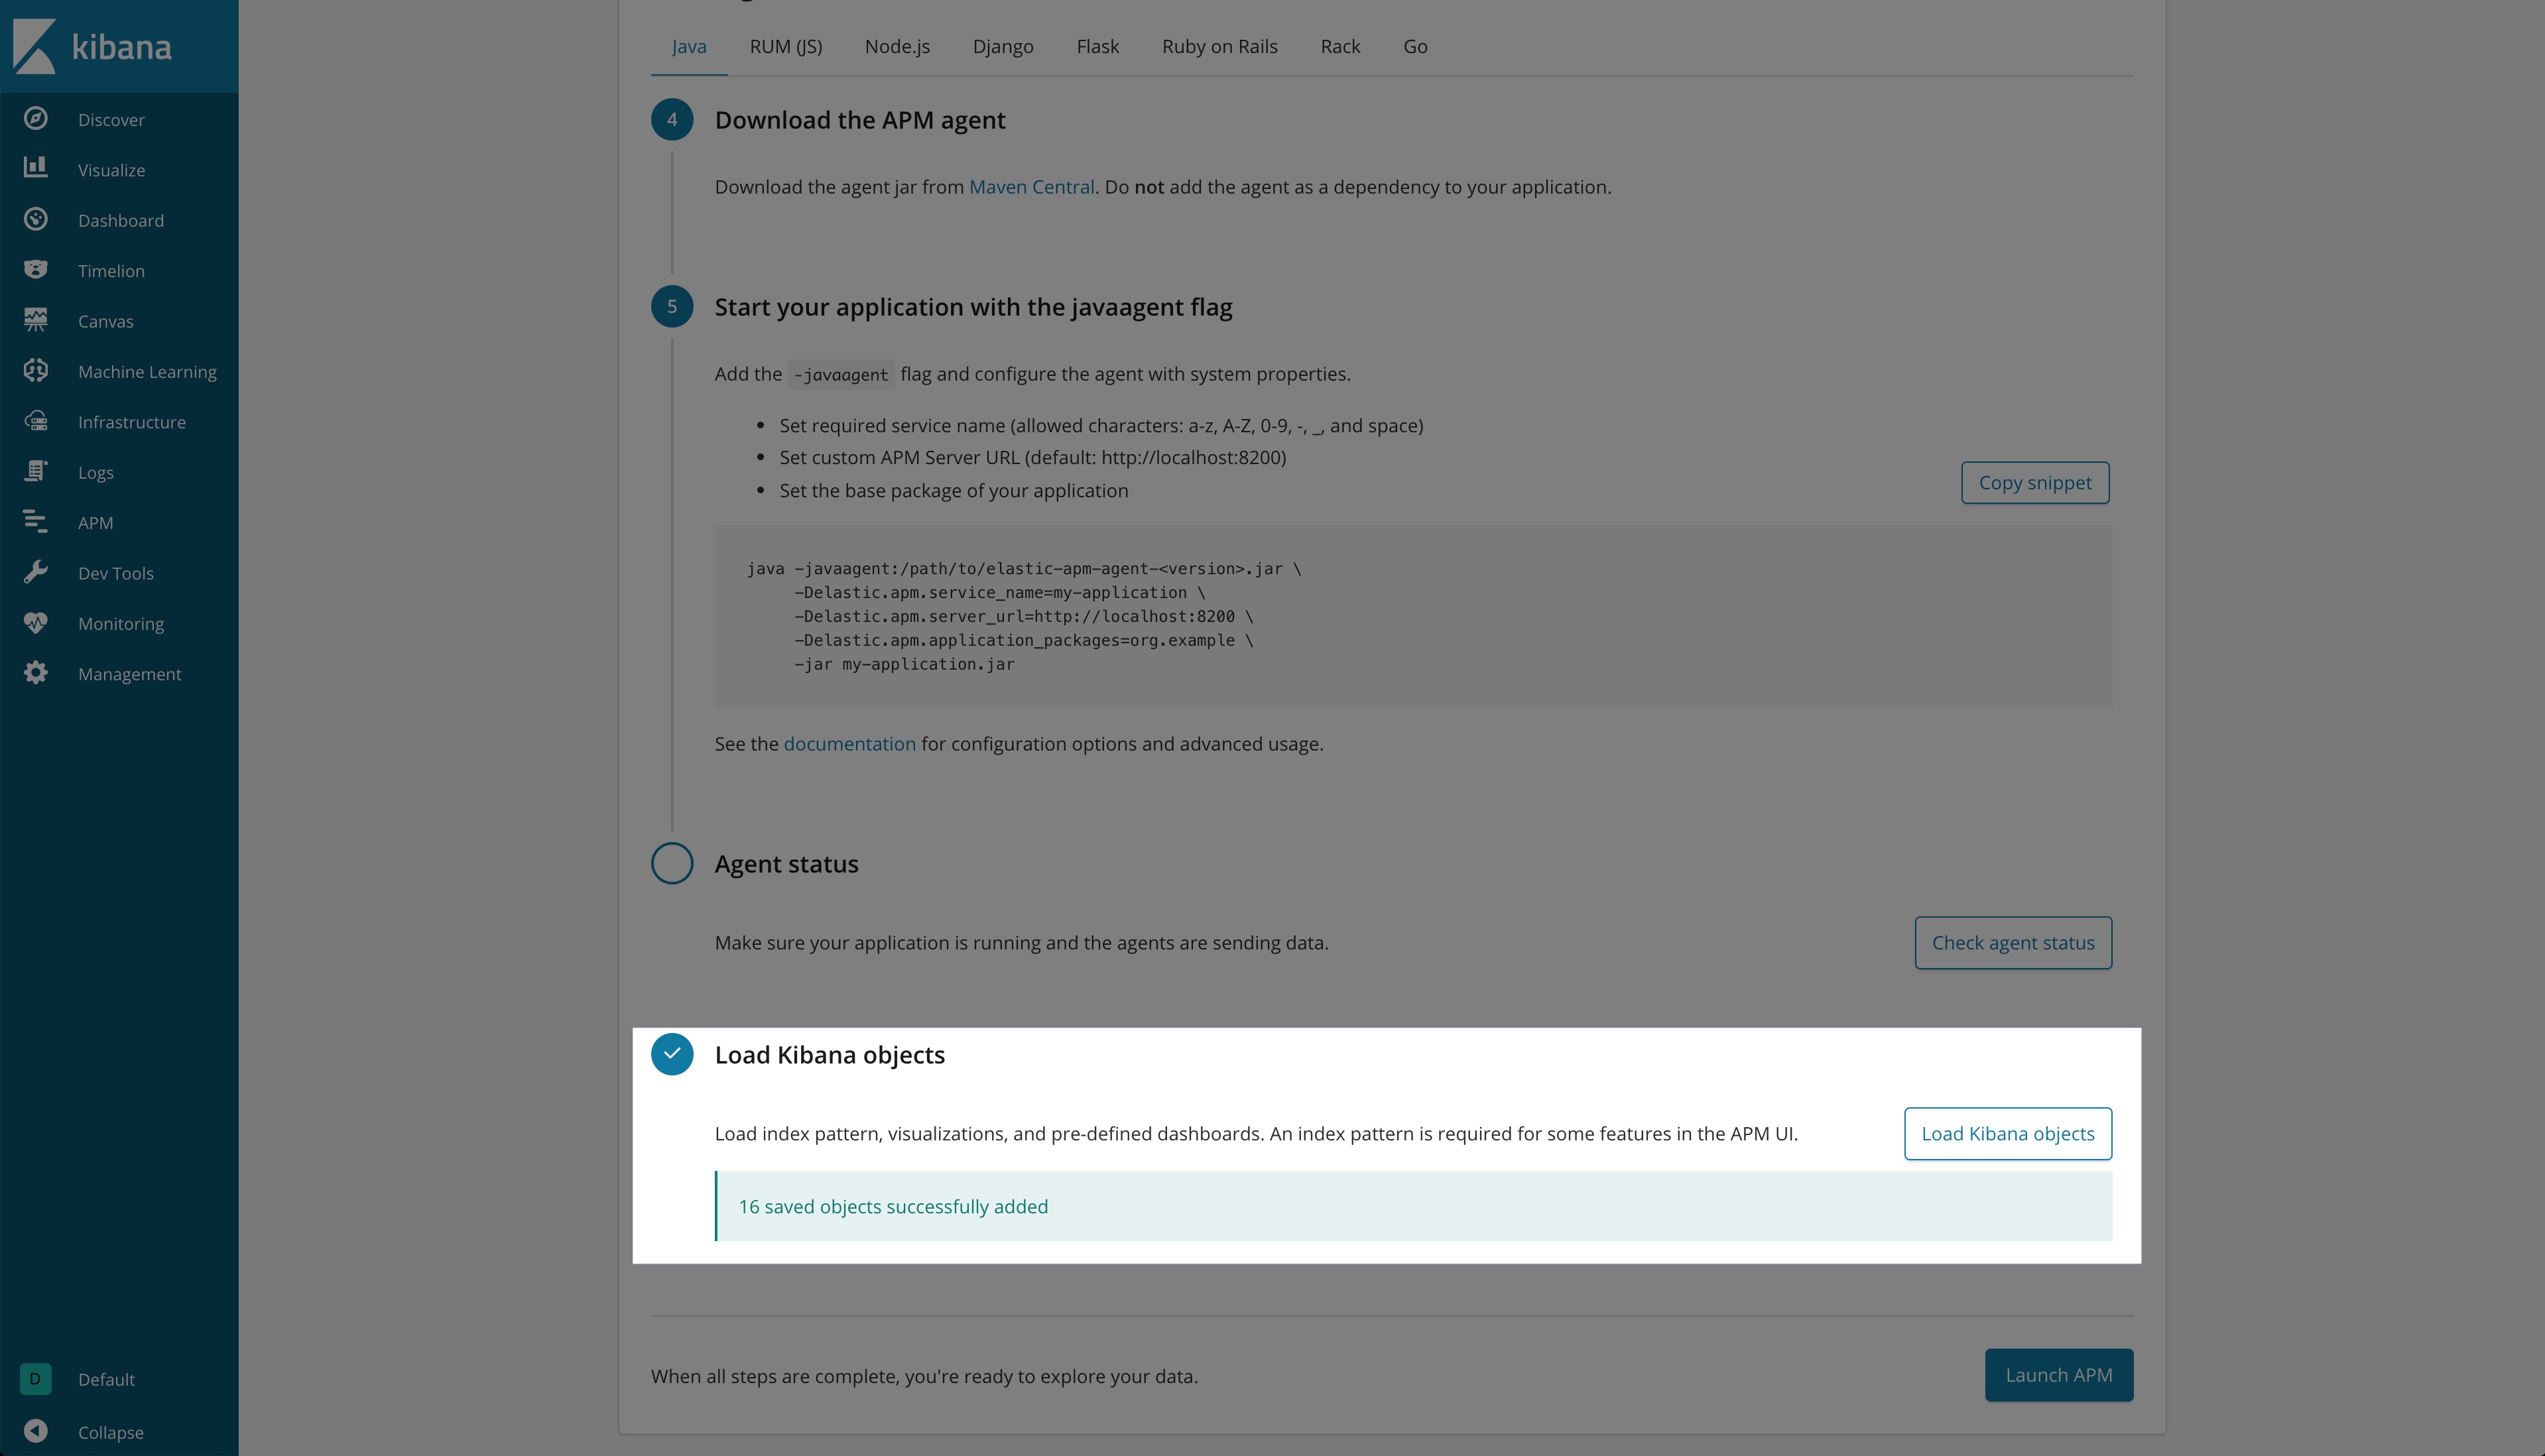 kibana
Discover
Visualize
Dashboard
Timelion
Canvas
Machine Learning
Infrastructure
Logs
APM
Dev Tools
Monitoring
Management
D Default
Collapse
Java RUM (JS) Node.js Django Flask Ruby on Rails Rack Go
4 Download the APM agent
Download the agent jar from Maven Central. Do not add the agent as a dependency to your application.
5 Start your application with the javaagent flag
Add the -javaagent flag and configure the agent with system properties.
• Set required service name (allowed characters: a-z, A-Z, 0-9, -, _, and space)
• Set custom APM Server URL (default: http://localhost:8200)
• Set the base package of your application
Copy snippet
java -javaagent:/path/to/elastic-apm-agent-<version>.jar \
-Delastic.apm.service_name=my-application \
-Delastic.apm.server_url=http://localhost:8200 \
-Delastic.apm.application_packages=org.example \
-jar my-application.jar
See the documentation for configuration options and advanced usage.
Agent status
Make sure your application is running and the agents are sending data.
Check agent status
Load Kibana objects
Load index pattern, visualizations, and pre-defined dashboards. An index pattern is required for some features in the APM UI.
Load Kibana objects
16 saved objects successfully added
When all steps are complete, you're ready to explore your data.
Launch APM